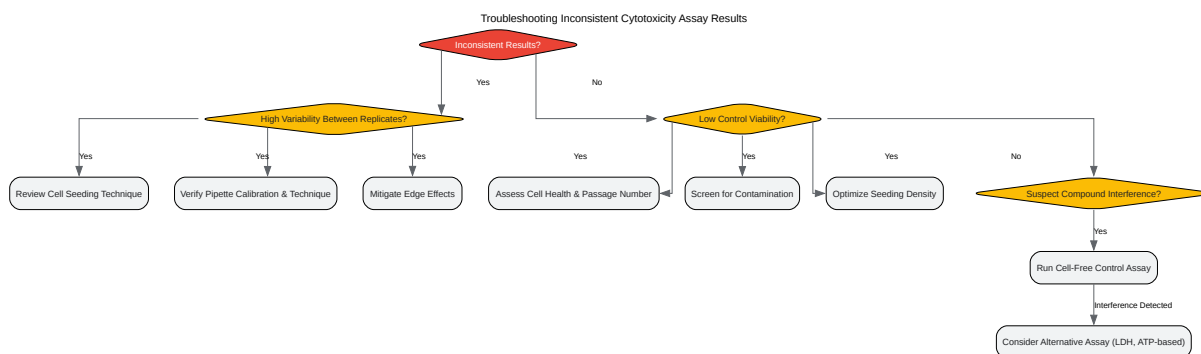 Troubleshooting Inconsistent Cytotoxicity Assay Results
Inconsistent Results?
Yes
No
High Variability Between Replicates?
Low Control Viability?
Yes
Yes
Yes
Yes
Yes
Yes
No
Review Cell Seeding Technique
Verify Pipette Calibration & Technique
Mitigate Edge Effects
Assess Cell Health & Passage Number
Screen for Contamination
Optimize Seeding Density
Suspect Compound Interference?
Yes
Run Cell-Free Control Assay
Interference Detected
Consider Alternative Assay (LDH, ATP-based)